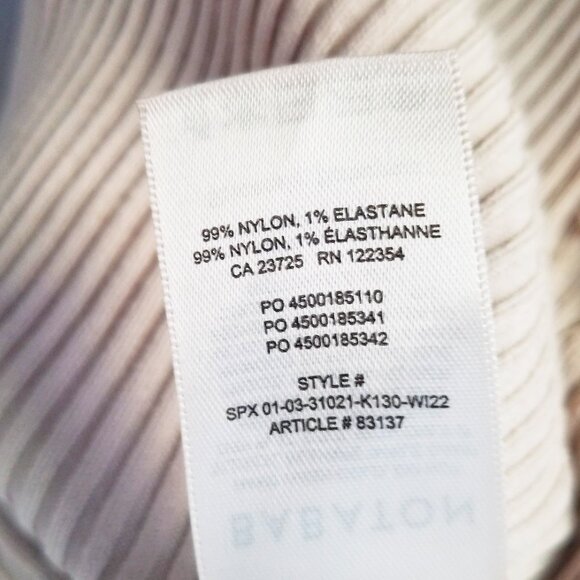 99% NYLON, 1% ELASTANE
99% NYLON, 1% ÉLASTHANNE
CA 23725 RN 122354
PO 4500185110
PO 4500185341
PO 4500185342
STYLE #
SPX 01-03-31021-K130-WI22
ARTICLE # 83137
BABATON